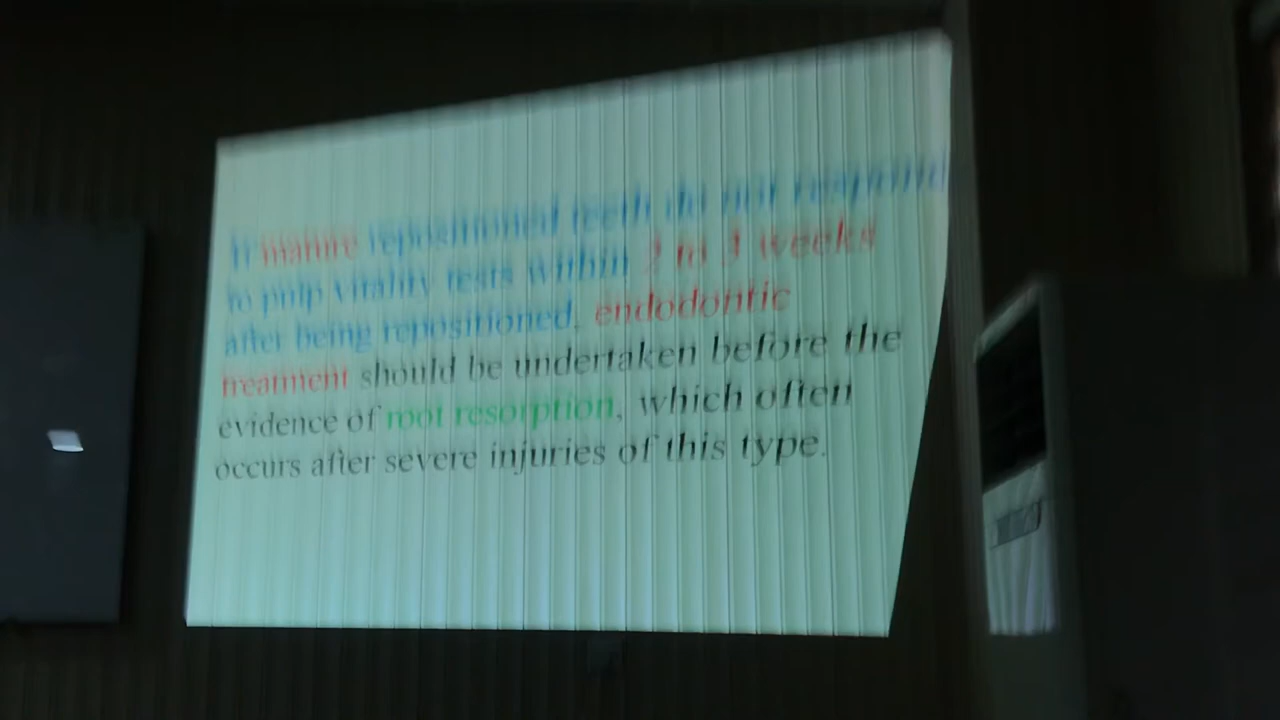 If mature repositioned teeth do not respond
to pulp vitality tests within 2 to 3 weeks
after being repositioned, endodontic
treatment should be undertaken before the
evidence of root resorption, which often
occurs after severe injuries of this type.